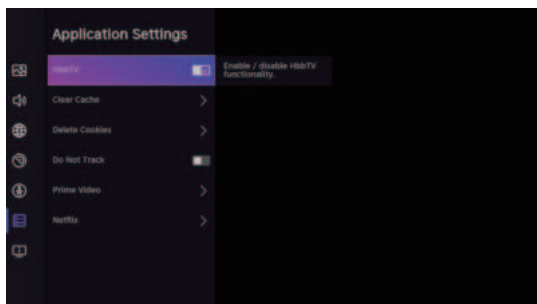 Application Settings
HbbTV
Enable / disable HbbTV
functionality.
Clear Cache
Delete Cookies
Do Not Track
Prime Video
Netflix